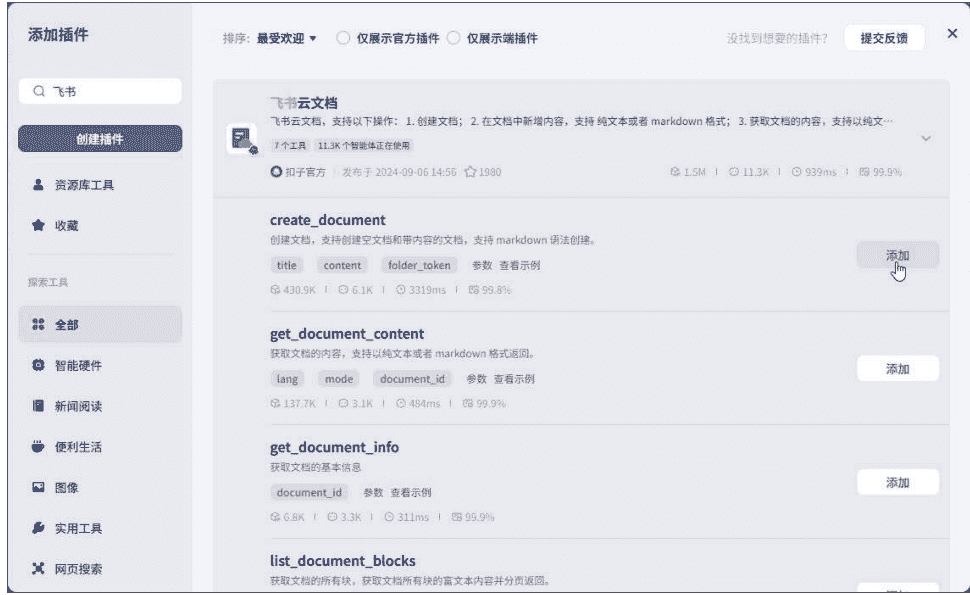 添加插件
排序: 最受欢迎 仅展示官方插件 仅展示端插件 没找到想要的插件? 提交反馈
飞书
创建插件
资源库工具
收藏
探索工具
全部
智能硬件
新闻阅读
便利生活
图像
实用工具
网页搜索
飞书云文档
飞书云文档，支持以下操作： 1. 创建文档； 2. 在文档中新增内容，支持 纯文本或者 markdown 格式； 3. 获取文档的内容，支持以纯文…
7 个工具 11.3K 个智能体正在使用
扣子官方 发布于 2024-09-06 14:56 1980 1.5M 11.3K 939ms 99.9%
create_document
创建文档，支持创建空文档和带内容的文档，支持 markdown 语法创建。
title content folder_token 参数 查看示例
添加
430.9K 6.1K 3319ms 99.8%
get_document_content
获取文档的内容，支持以纯文本或者 markdown 格式返回。
lang mode document_id 参数 查看示例
添加
137.7K 3.1K 484ms 99.9%
get_document_info
获取文档的基本信息
document_id 参数 查看示例
添加
6.8K 3.3K 311ms 99.9%
list_document_blocks
获取文档的所有块，获取文档所有块的富文本内容并分页返回。